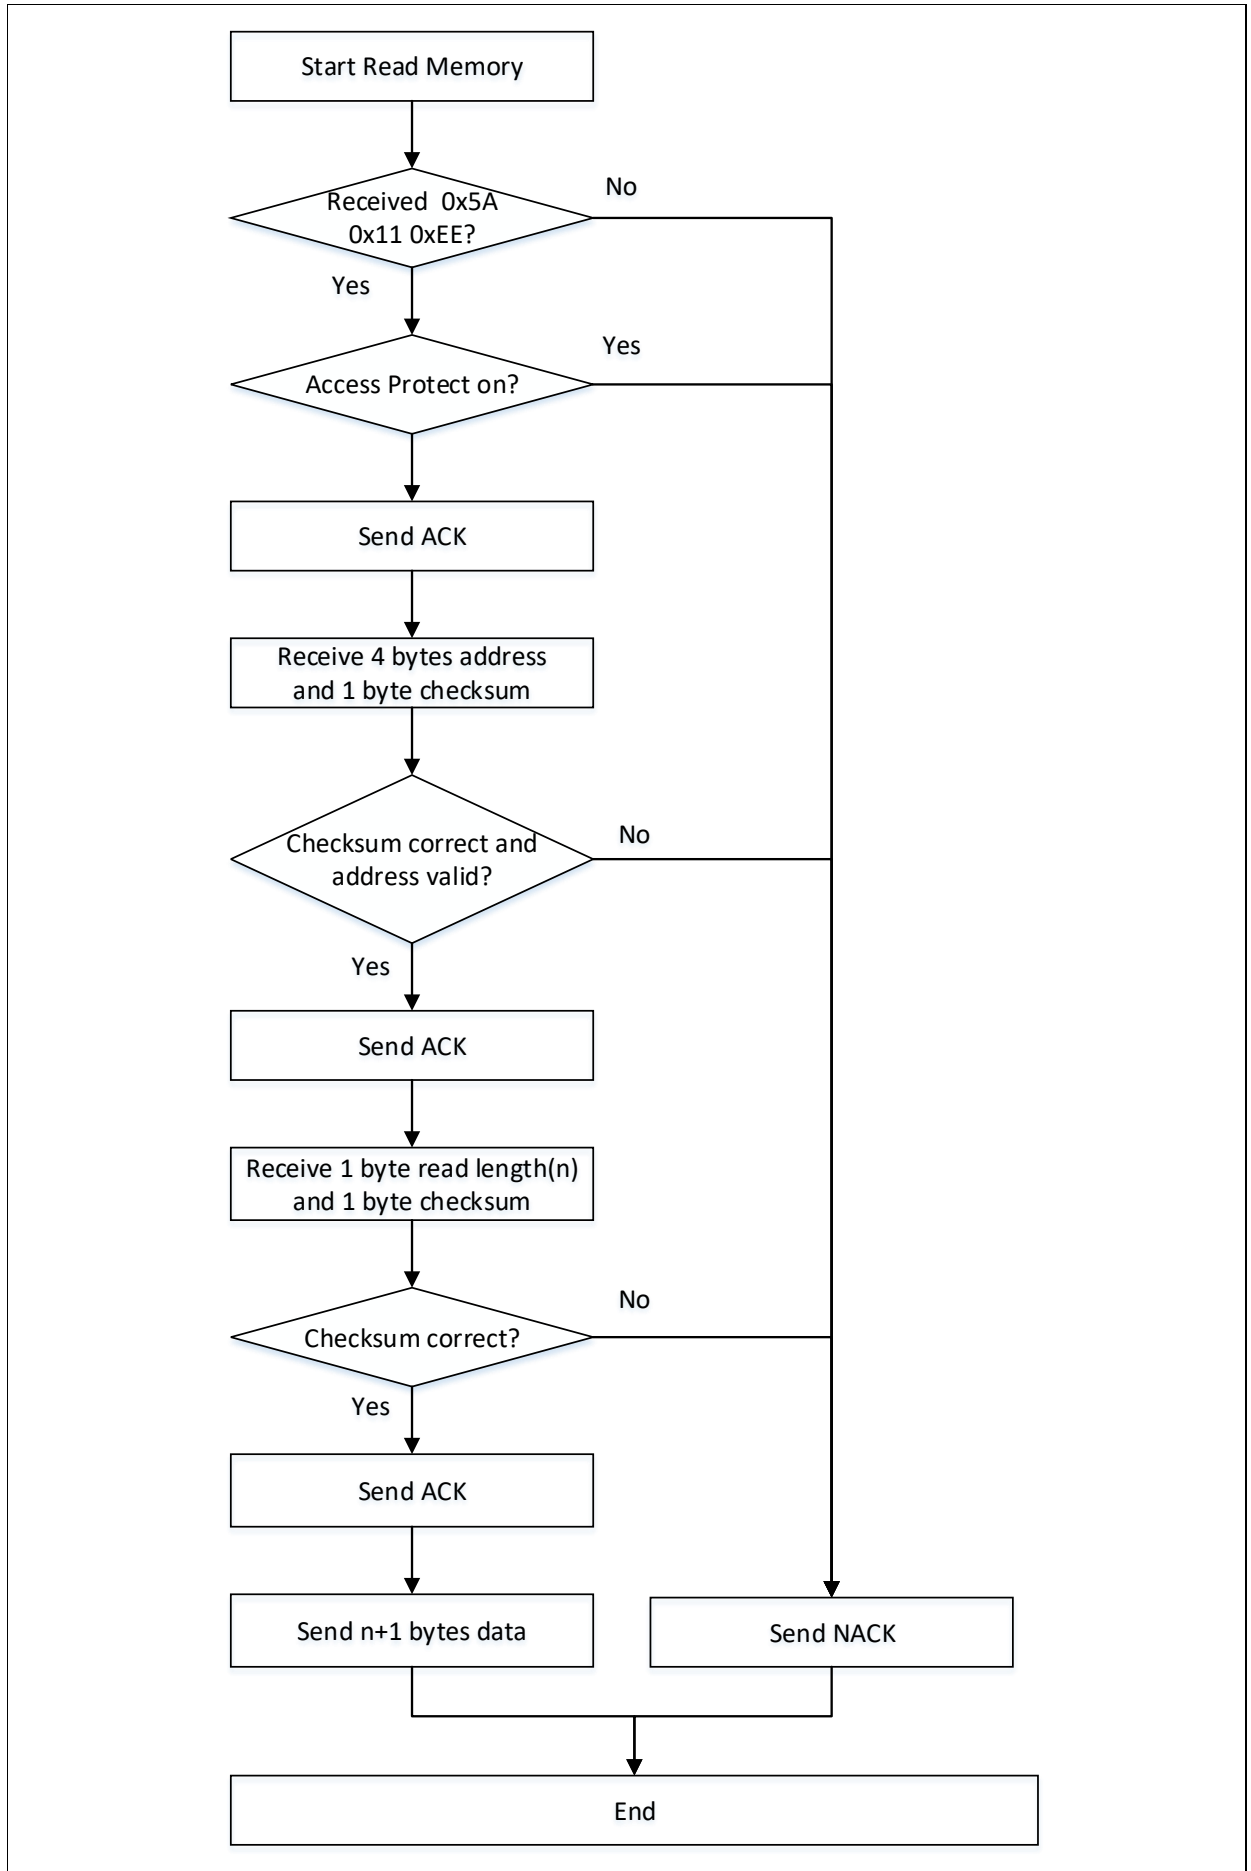 Start Read Memory
No
Received  0x5A
0x11 0xEE?
Yes
Yes
Access Protect on?
Send ACK
Receive 4 bytes address
and 1 byte checksum
No
Checksum correct and
address valid?
Yes
Send ACK
Receive 1 byte read length(n)
and 1 byte checksum
No
Checksum correct?
Yes
Send ACK
Send n+1 bytes data
Send NACK
End